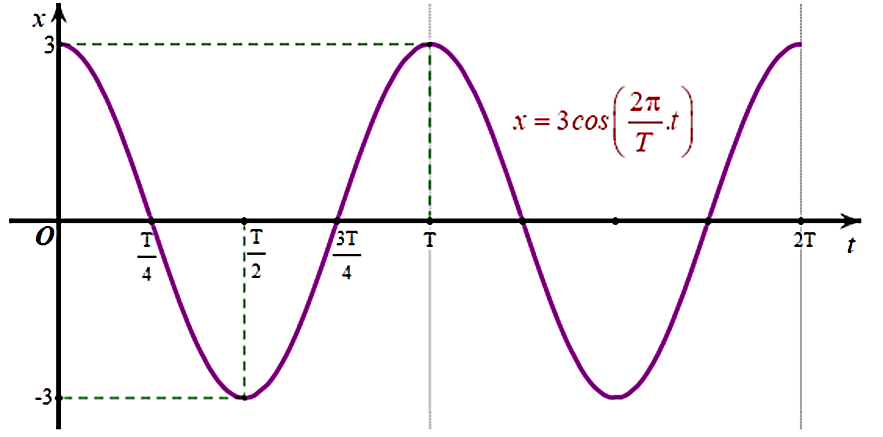 x
3
x = 3cos(2π/T .t)
O
T/4
T/2
3T/4
T
2T
t
-3